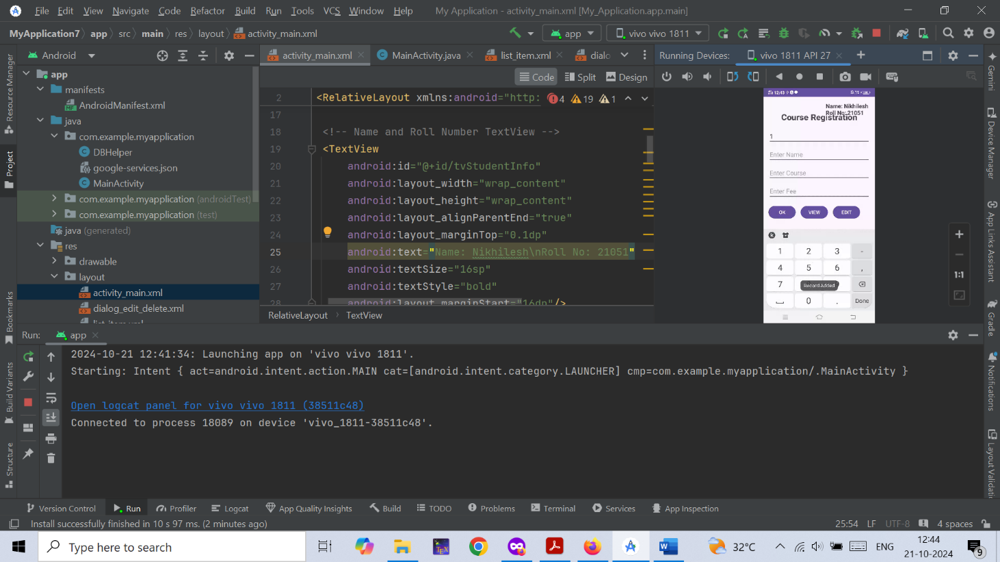 File Edit View Navigate Code Refactor Build Run Tools VCS Window Help My Application - activity_main.xml [My_Application.app.main]
MyApplication7 app src main res layout activity_main.xml app vivo vivo 1811
Resource Manager
Project
Bookmarks
Build Variants
Structure
Android
app
manifests
AndroidManifest.xml
java
com.example.myapplication
DBHelper
google-services.json
MainActivity
com.example.myapplication (androidTest)
com.example.myapplication (test)
java (generated)
res
drawable
layout
activity_main.xml
dialog_edit_delete.xml
list_item.xml
activity_main.xml MainActivity.java list_item.xml dialo
Code Split Design
2 <RelativeLayout xmlns:android="http: 4 19 1
17
18 <!-- Name and Roll Number TextView -->
19 <TextView
20 android:id="@+id/tvStudentInfo"
21 android:layout_width="wrap_content"
22 android:layout_height="wrap_content"
23 android:layout_alignParentEnd="true"
24 android:layout_marginTop="0.1dp"
25 android:text="Name: Nikhilesh\nRoll No: 21051"
26 android:textSize="16sp"
27 android:textStyle="bold"
28 android:layout_marginStart="16dp"/>
RelativeLayout TextView
Running Devices: vivo 1811 API 27
12:43
Name: Nikhilesh
Roll No: 21051
Course Registration
1
Enter Name
Enter Course
Enter Fee
OK VIEW EDIT
1 2 3 -
4 5 6 ,
7
Record Added
0 . Done
1:1
Gemini
Device Manager
App Links Assistant
Gradle
Notifications
Layout Validati
Run: app
2024-10-21 12:41:34: Launching app on 'vivo vivo 1811'.
Starting: Intent { act=android.intent.action.MAIN cat=[android.intent.category.LAUNCHER] cmp=com.example.myapplication/.MainActivity }
Open logcat panel for vivo vivo 1811 (38511c48)
Connected to process 18089 on device 'vivo_1811-38511c48'.
Version Control Run Profiler Logcat App Quality Insights Build TODO Problems Terminal Services App Inspection
Install successfully finished in 10 s 97 ms. (2 minutes ago) 25:54 LF UTF-8 4 spaces
Type here to search 32°C ENG 12:44
21-10-2024 9